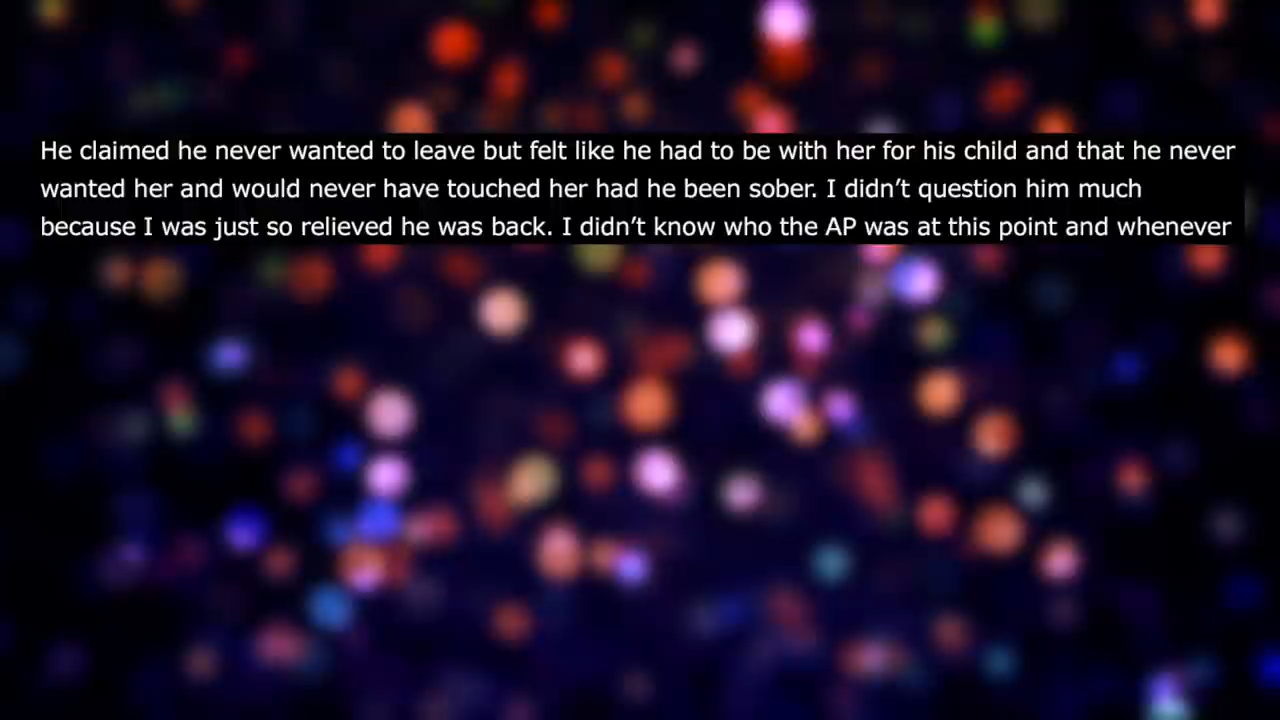 He claimed he never wanted to leave but felt like he had to be with her for his child and that he never
wanted her and would never have touched her had he been sober. I didn’t question him much
because I was just so relieved he was back. I didn’t know who the AP was at this point and whenever